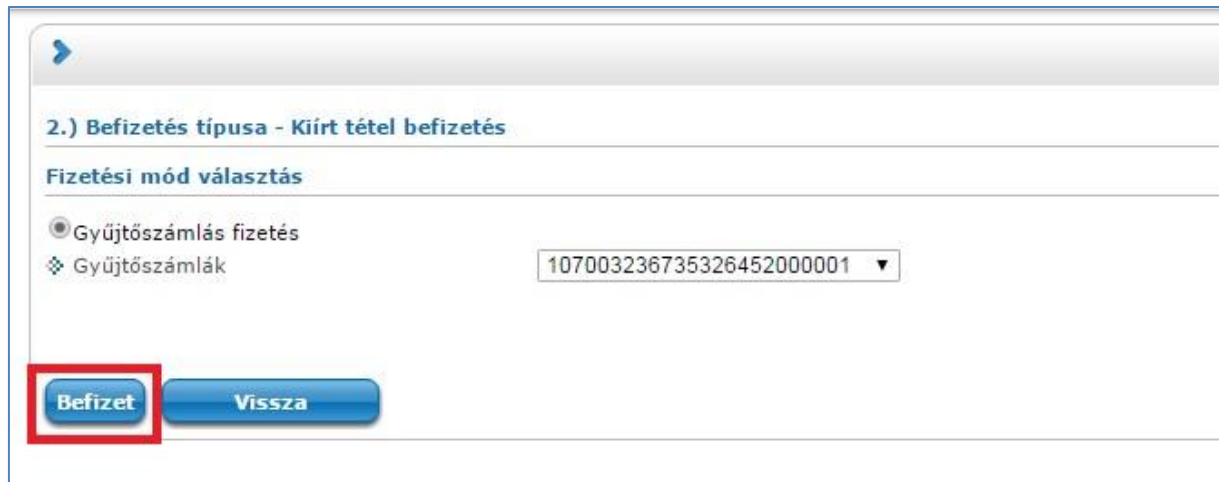 2.) Befizetés típusa - Kiírt tétel befizetés
Fizetési mód választás
Gyűjtőszámlás fizetés
Gyűjtőszámlák 107003236735326452000001
Befizet Vissza